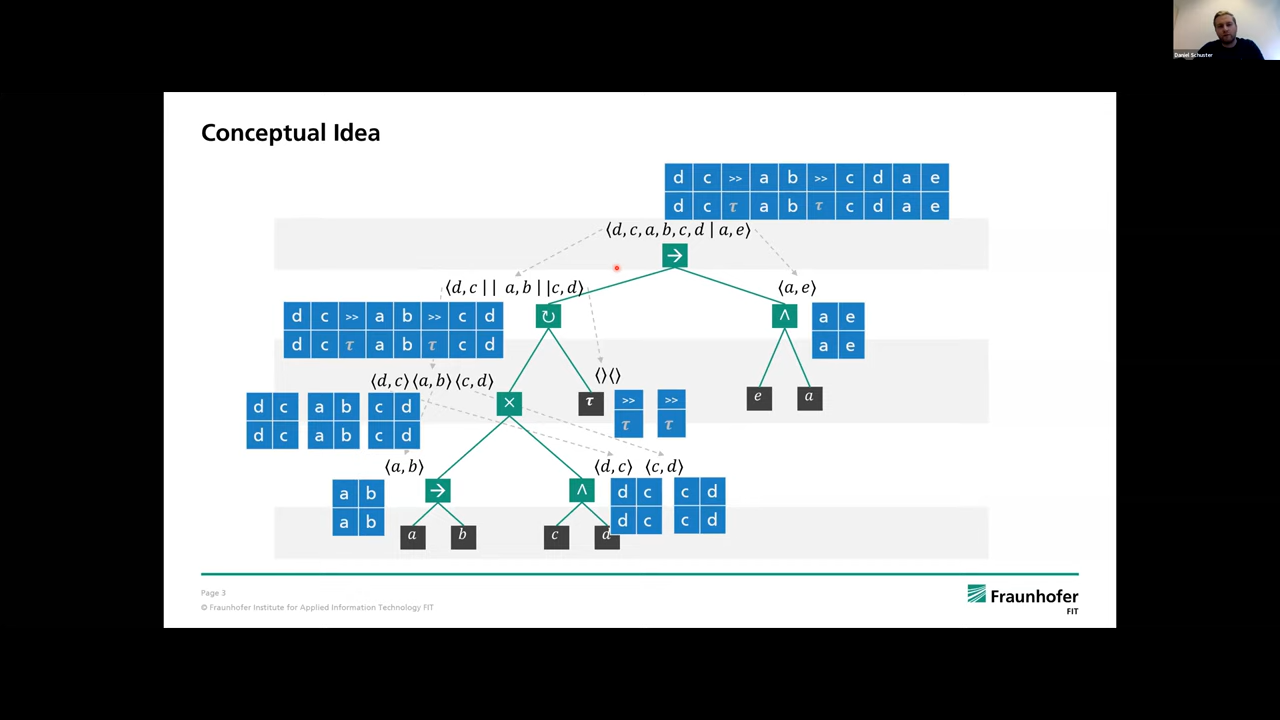 Daniel Schuster
Conceptual Idea
d c >> a b >> c d a e
d c τ a b τ c d a e
⟨d, c, a, b, c, d | a, e⟩
→
⟨d, c || a, b ||c, d⟩
⟨a, e⟩
d c >> a b >> c d
d c τ a b τ c d
↻
∧
a e
a e
⟨d, c⟩⟨a, b⟩⟨c, d⟩
⟨⟩⟨⟩
d c a b c d
d c a b c d
×
τ
>> >>
τ τ
e a
⟨a, b⟩
⟨d, c⟩ ⟨c, d⟩
a b
a b
→
∧
d c c d
d c c d
a b c d
Page 3
© Fraunhofer Institute for Applied Information Technology FIT
Fraunhofer
FIT